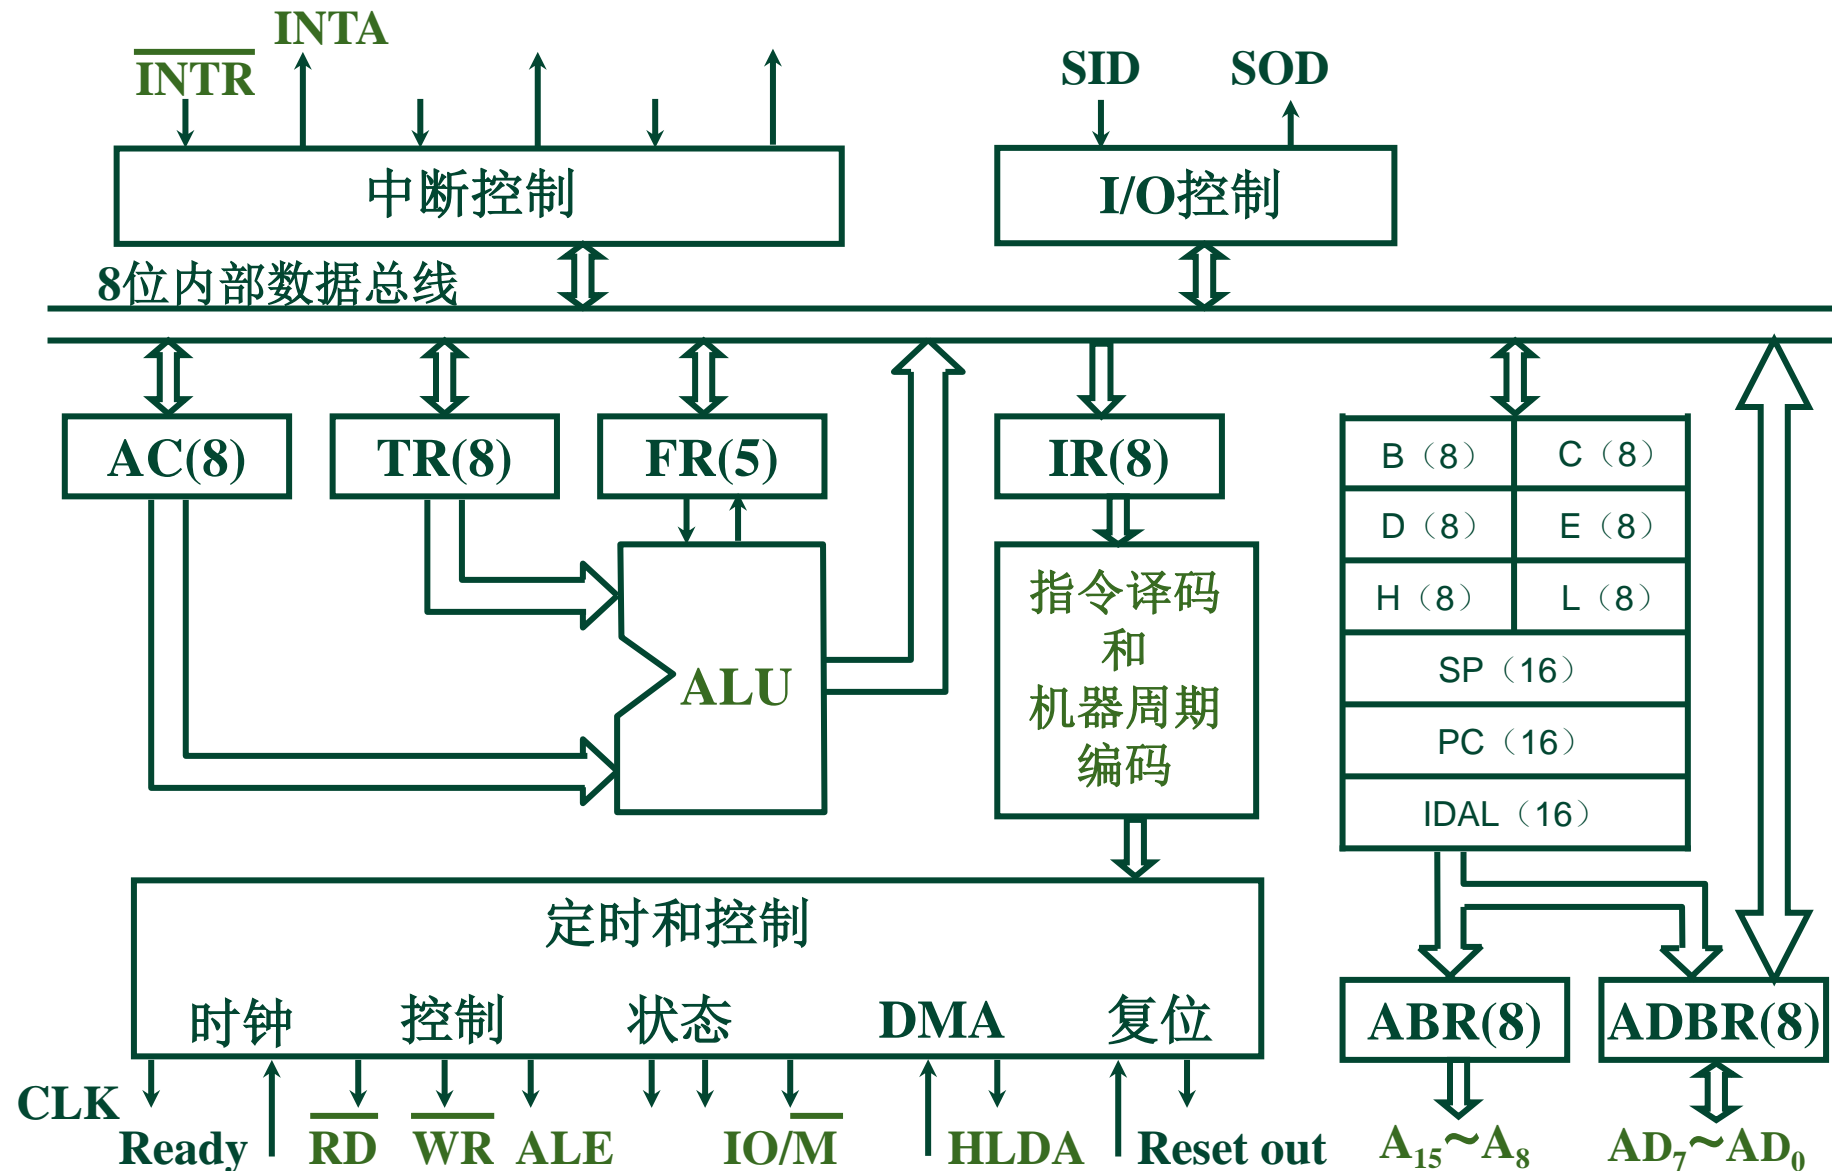 INTA
I̅N̅T̅R̅
SID
SOD
中断控制
I/O控制
8位内部数据总线
AC(8)
TR(8)
FR(5)
IR(8)
B（8）
C（8）
D（8）
E（8）
H（8）
L（8）
SP（16）
PC（16）
IDAL（16）
ALU
指令译码
和
机器周期
编码
定时和控制
时钟
控制
状态
DMA
复位
ABR(8)
ADBR(8)
CLK
Ready
R̅D̅
W̅R̅
ALE
IO/M̅
HLDA
Reset out
A₁₅～A₈
AD₇～AD₀